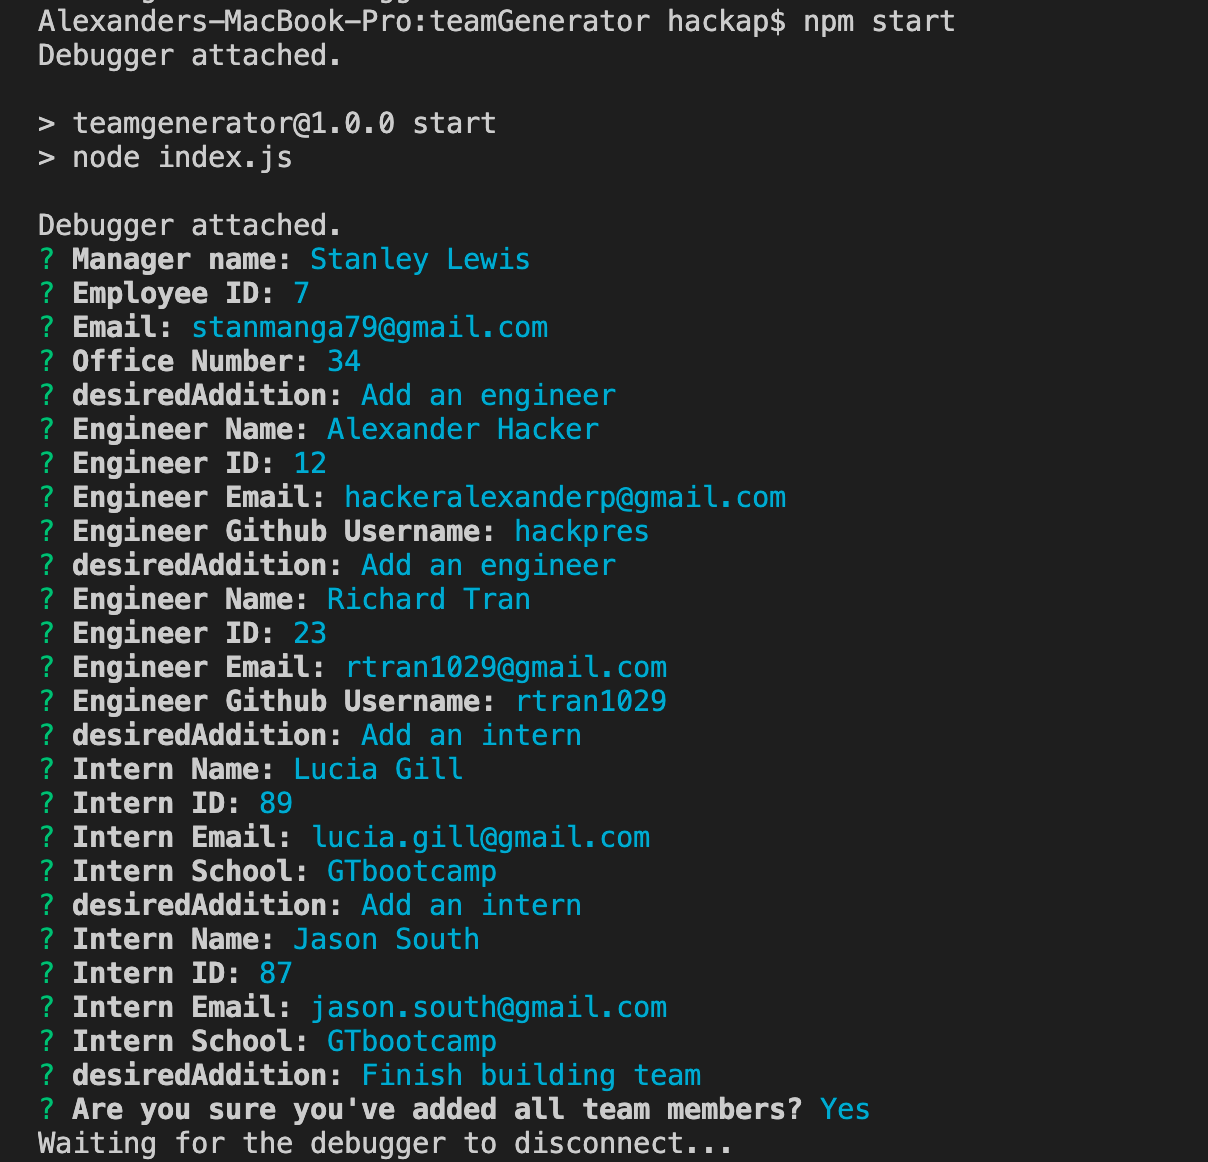 Alexanders-MacBook-Pro:teamGenerator hackap$ npm start
Debugger attached.
> teamgenerator@1.0.0 start
> node index.js
Debugger attached.
? Manager name: Stanley Lewis
? Employee ID: 7
? Email: stanmanga79@gmail.com
? Office Number: 34
? desiredAddition: Add an engineer
? Engineer Name: Alexander Hacker
? Engineer ID: 12
? Engineer Email: hackeralexanderp@gmail.com
? Engineer Github Username: hackpres
? desiredAddition: Add an engineer
? Engineer Name: Richard Tran
? Engineer ID: 23
? Engineer Email: rtran1029@gmail.com
? Engineer Github Username: rtran1029
? desiredAddition: Add an intern
? Intern Name: Lucia Gill
? Intern ID: 89
? Intern Email: lucia.gill@gmail.com
? Intern School: GTbootcamp
? desiredAddition: Add an intern
? Intern Name: Jason South
? Intern ID: 87
? Intern Email: jason.south@gmail.com
? Intern School: GTbootcamp
? desiredAddition: Finish building team
? Are you sure you've added all team members? Yes
Waiting for the debugger to disconnect...